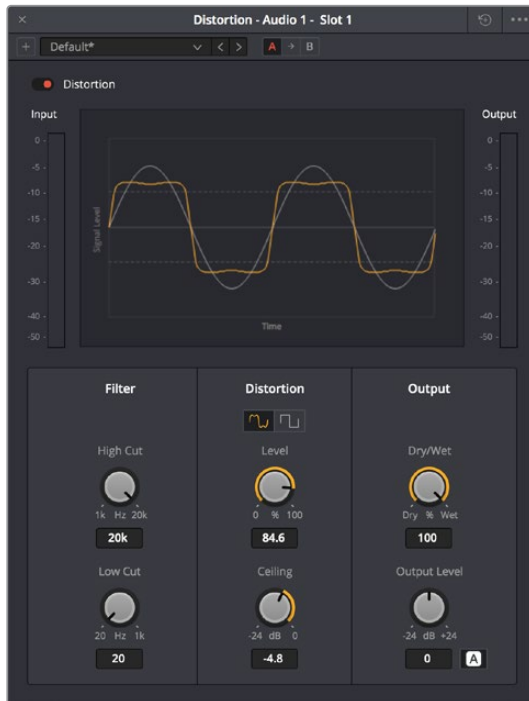 Distortion - Audio 1 - Slot 1
Default*
A
B
Distortion
Input
Output
0
-5
-10
-15
-20
-30
-40
-50
Signal Level
Time
0
-5
-10
-15
-20
-30
-40
-50
Filter
Distortion
Output
High Cut
Level
Dry/Wet
1k Hz 20k
0 % 100
Dry % Wet
20k
84.6
100
Low Cut
Ceiling
Output Level
20 Hz 1k
-24 dB 0
-24 dB +24
20
-4.8
0
A